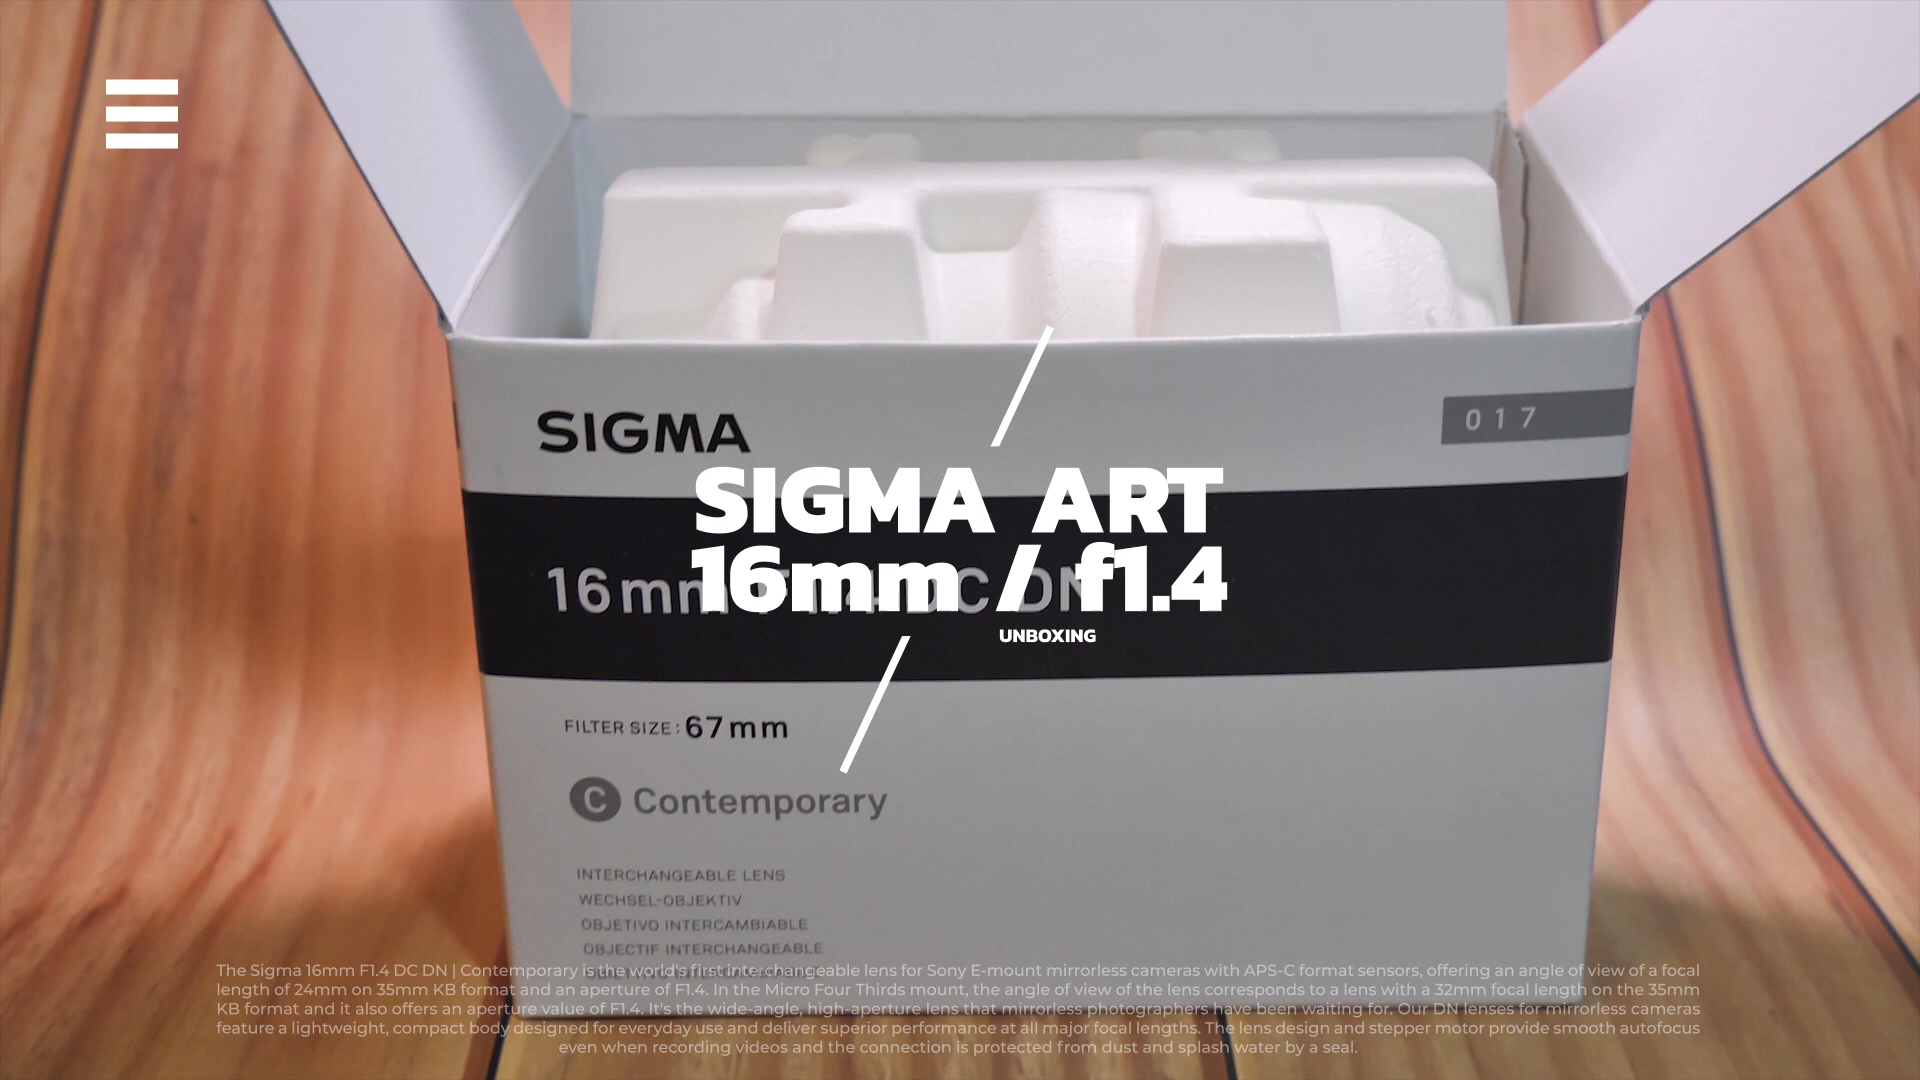 SIGMA
017
SIGMA ART
16mm / f1.4
16mm DC DN
UNBOXING
FILTER SIZE: 67mm
C Contemporary
INTERCHANGEABLE LENS
WECHSEL-OBJEKTIV
OBJETIVO INTERCAMBIABLE
OBJECTIF INTERCHANGEABLE
The Sigma 16mm F1.4 DC DN | Contemporary is the world's first interchangeable lens for Sony E-mount mirrorless cameras with APS-C format sensors, offering an angle of view of a focal
length of 24mm on 35mm KB format and an aperture of F1.4. In the Micro Four Thirds mount, the angle of view of the lens corresponds to a lens with a 32mm focal length on the 35mm
KB format and it also offers an aperture value of F1.4. It's the wide-angle, high-aperture lens that mirrorless photographers have been waiting for. Our DN lenses for mirrorless cameras
feature a lightweight, compact body designed for everyday use and deliver superior performance at all major focal lengths. The lens design and stepper motor provide smooth autofocus
even when recording videos and the connection is protected from dust and splash water by a seal.